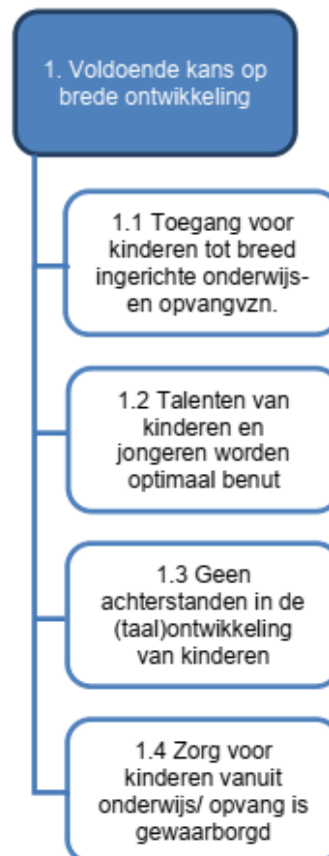 1. Voldoende kans op
brede ontwikkeling
1.1 Toegang voor
kinderen tot breed
ingerichte onderwijs-
en opvangvzn.
1.2 Talenten van
kinderen en
jongeren worden
optimaal benut
1.3 Geen
achterstanden in de
(taal)ontwikkeling
van kinderen
1.4 Zorg voor
kinderen vanuit
onderwijs/ opvang is
gewaarborgd